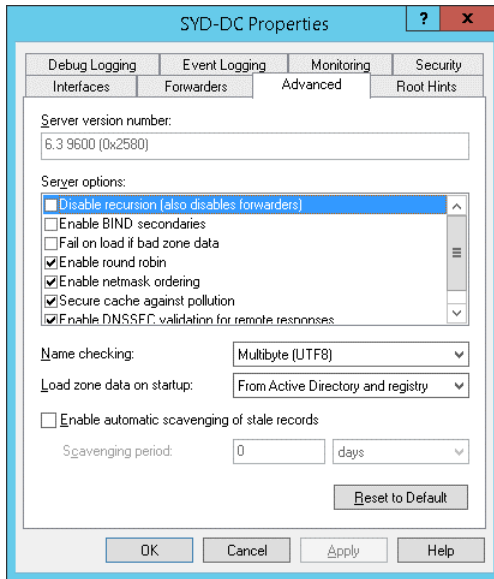 SYD-DC Properties ? x
Debug Logging Event Logging Monitoring Security
Interfaces Forwarders Advanced Root Hints
Server version number:
6.3 9600 (0x2580)
Server options:
Disable recursion (also disables forwarders)
Enable BIND secondaries
Fail on load if bad zone data
Enable round robin
Enable netmask ordering
Secure cache against pollution
Enable DNSSEC validation for remote responses
Name checking: Multibyte (UTF8)
Load zone data on startup: From Active Directory and registry
Enable automatic scavenging of stale records
Scavenging period: 0 days
Reset to Default
OK Cancel Apply Help